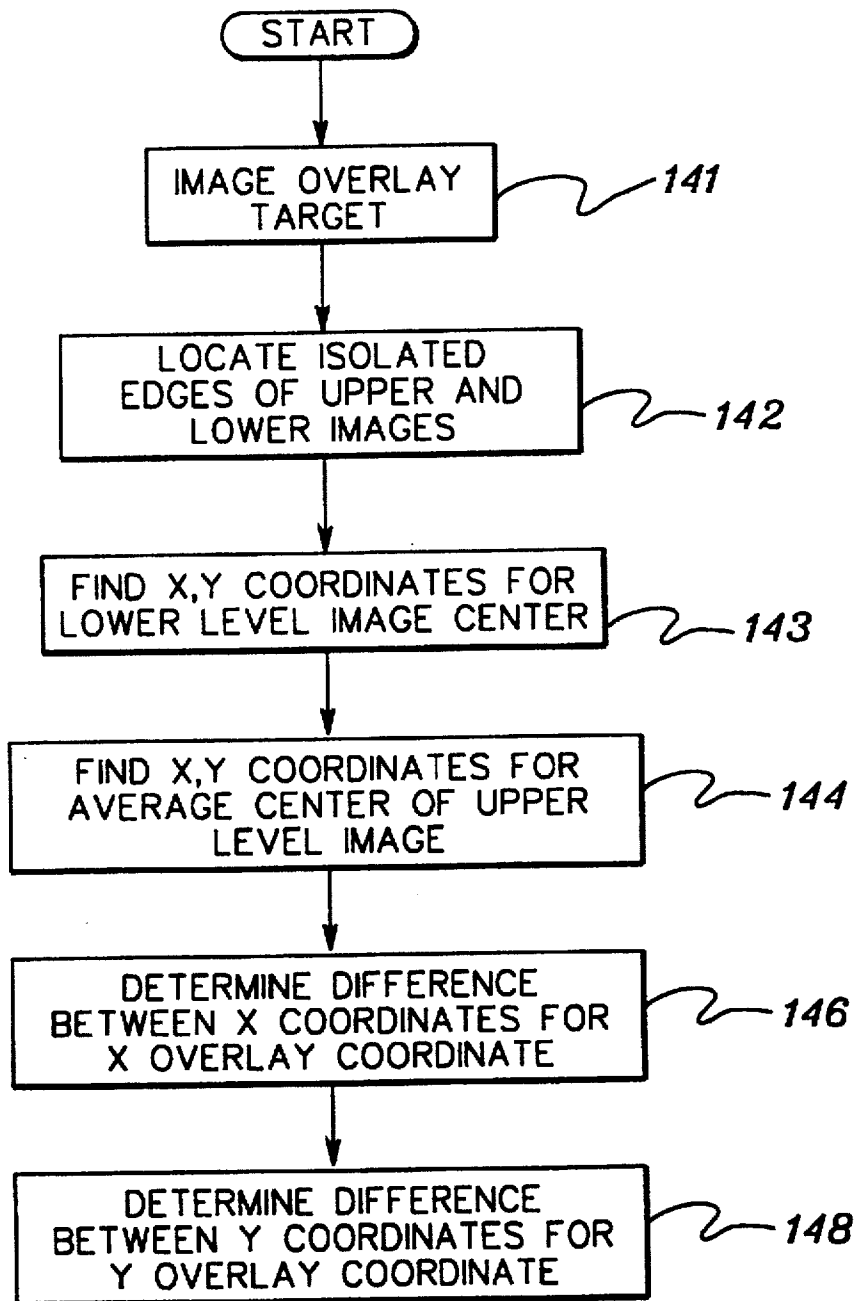 START
IMAGE OVERLAY
TARGET
141
LOCATE ISOLATED
EDGES OF UPPER AND
LOWER IMAGES
142
FIND X,Y COORDINATES FOR
LOWER LEVEL IMAGE CENTER
143
FIND X,Y COORDINATES FOR
AVERAGE CENTER OF UPPER
LEVEL IMAGE
144
DETERMINE DIFFERENCE
BETWEEN X COORDINATES FOR
X OVERLAY COORDINATE
146
DETERMINE DIFFERENCE
BETWEEN Y COORDINATES FOR
Y OVERLAY COORDINATE
148